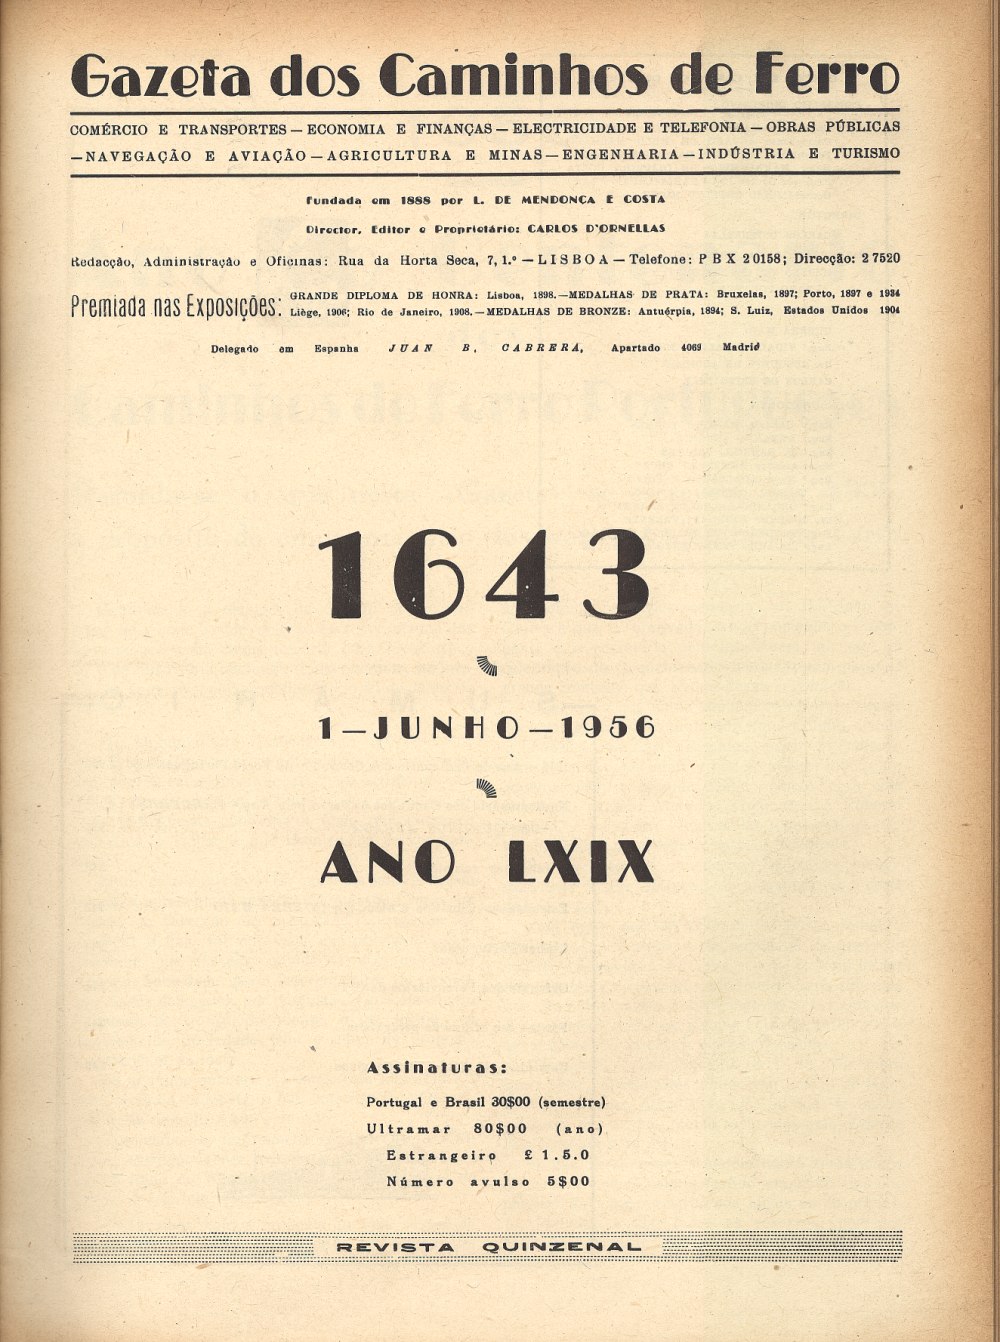 Gazeta dos Caminhos de Ferro
COMÉRCIO E TRANSPORTES — ECONOMIA E FINANÇAS — ELECTRICIDADE E TELEFONIA — OBRAS PÚBLICAS
— NAVEGAÇÃO E AVIAÇÃO — AGRICULTURA E MINAS — ENGENHARIA — INDÚSTRIA E TURISMO
Fundada em 1888 por L. DE MENDONÇA E COSTA
Director, Editor e Proprietário: CARLOS D'ORNELLAS
Redacção, Administração e Oficinas: Rua da Horta Seca, 7, 1.º — LISBOA — Telefone: PBX 20158; Direcção: 27520
Premiada nas Exposições: GRANDE DIPLOMA DE HONRA: Lisboa, 1898. — MEDALHAS DE PRATA: Bruxelas, 1897; Porto, 1897 e 1934
Liège, 1906; Rio de Janeiro, 1908. — MEDALHAS DE BRONZE: Antuérpia, 1894; S. Luiz, Estados Unidos 1904
Delegado em Espanha JUAN B, CABRERA, Apartado 4069 Madrid
1643
1 — JUNHO — 1956
ANO LXIX
Assinaturas:
Portugal e Brasil 30$00 (semestre)
Ultramar 80$00 (ano)
Estrangeiro £ 1.5.0
Número avulso 5$00
REVISTA QUINZENAL